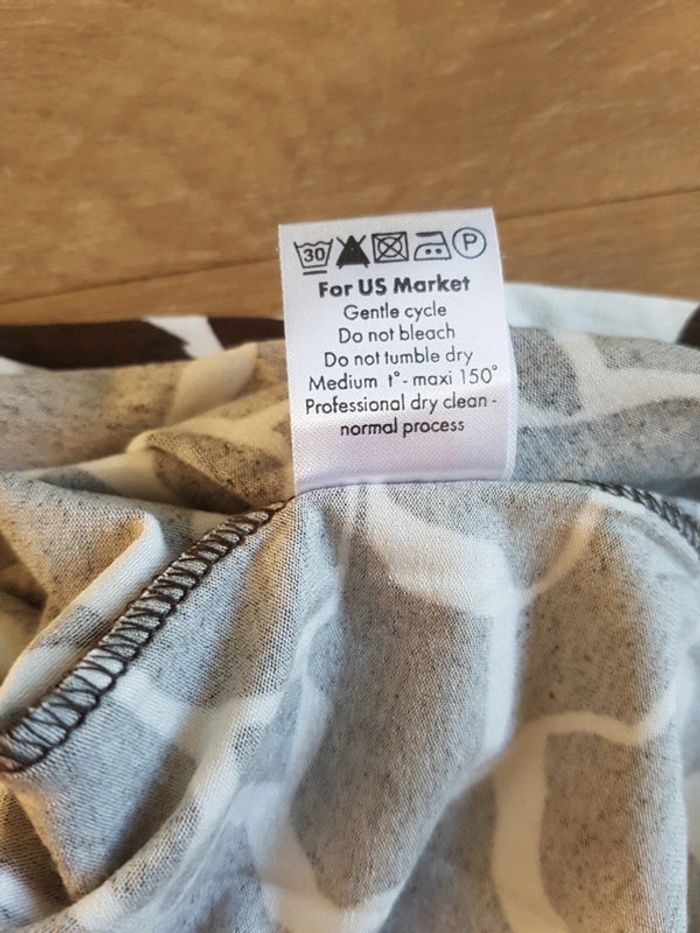 30 P
For US Market
Gentle cycle
Do not bleach
Do not tumble dry
Medium t° - maxi 150°
Professional dry clean -
normal process